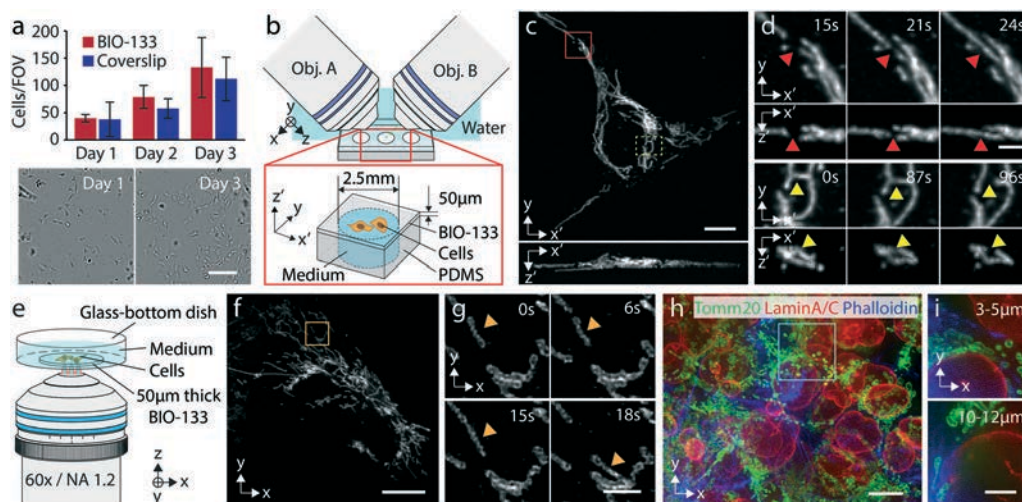 a
BIO-133
Coverslip
Cells/FOV
200
150
100
50
0
Day 1
Day 2
Day 3
Day 1
Day 3
b
Obj. A
Obj. B
y
x
z
Water
2.5mm
50µm
z'
y
x'
BIO-133
Cells
PDMS
Medium
c
y
x'
x'
z'
d
15s
21s
24s
y
x'
x'
z'
0s
87s
96s
y
x'
x'
z'
e
Glass-bottom dish
Medium
Cells
50µm thick
BIO-133
60x / NA 1.2
z
x
y
f
y
x
g
0s
6s
y
x
15s
18s
h
Tomm20 LaminA/C Phalloidin
y
x
i
3-5µm
10-12µm